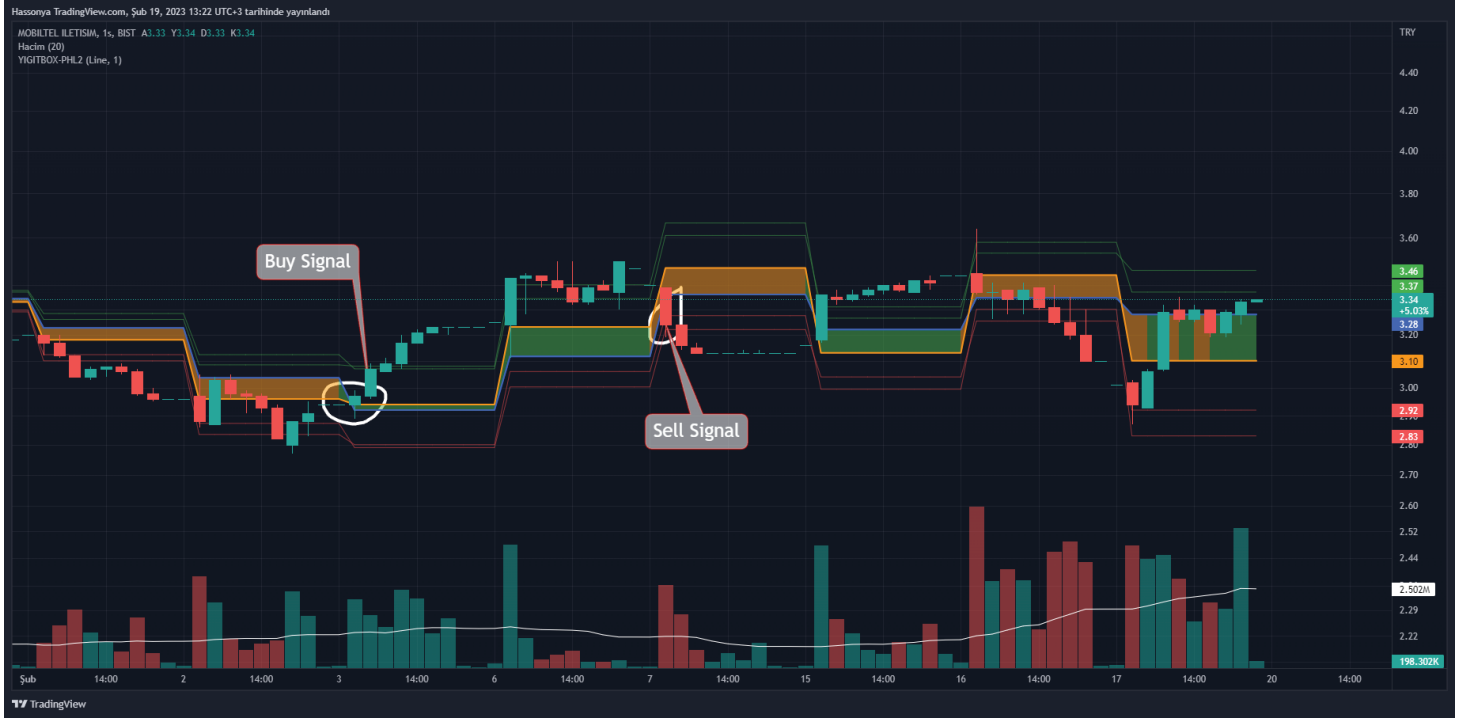 Hassonya TradingView.com, Şub 19, 2023 13:22 UTC+3 tarihinde yayınlandı
MOBILTEL ILETISIM, 1s, BIST A3.33 Y3.34 D3.33 K3.34
Hacim (20)
YIGITBOX-PHL2 (Line, 1)
TRY
4.40
4.20
4.00
3.80
3.60
Buy Signal
3.46
3.37
3.34
+5.03%
3.28
3.20
3.10
3.00
2.92
Sell Signal
2.83
2.80
2.70
2.60
2.52
2.44
2.502M
2.29
2.22
198.302K
Şub 14:00 2 14:00 3 14:00 6 14:00 7 14:00 15 14:00 16 14:00 17 14:00 20 14:00
TradingView